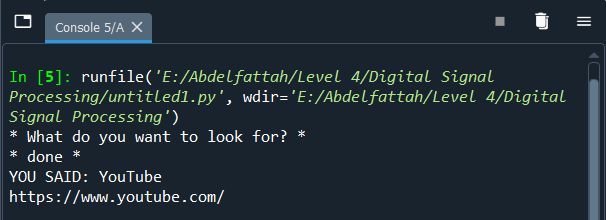 Console 5/A
In [5]: runfile('E:/Abdelfattah/Level 4/Digital Signal
Processing/untitled1.py', wdir='E:/Abdelfattah/Level 4/Digital
Signal Processing')
* What do you want to look for? *
* done *
YOU SAID: YouTube
https://www.youtube.com/